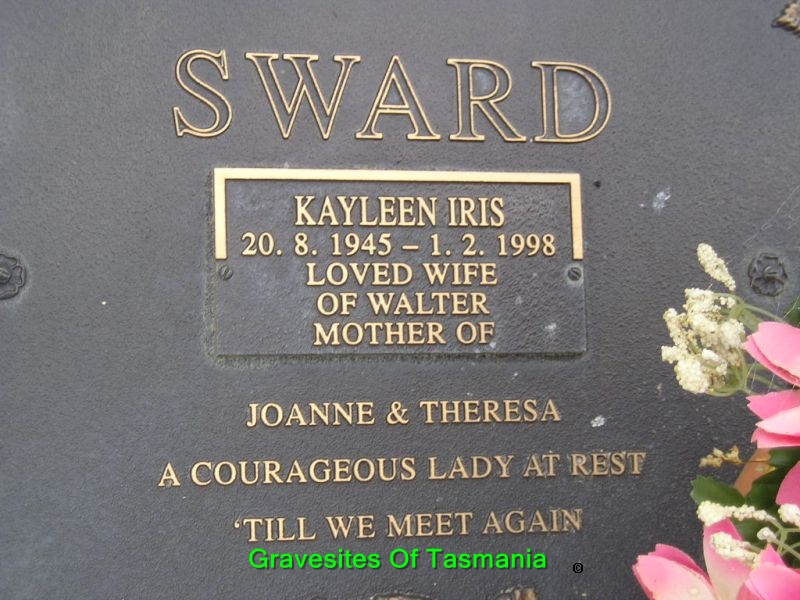 SWARD
KAYLEEN IRIS
20. 8. 1945 – 1. 2. 1998
LOVED WIFE
OF WALTER
MOTHER OF
JOANNE & THERESA
A COURAGEOUS LADY AT REST
‘TILL WE MEET AGAIN
Gravesites Of Tasmania ©